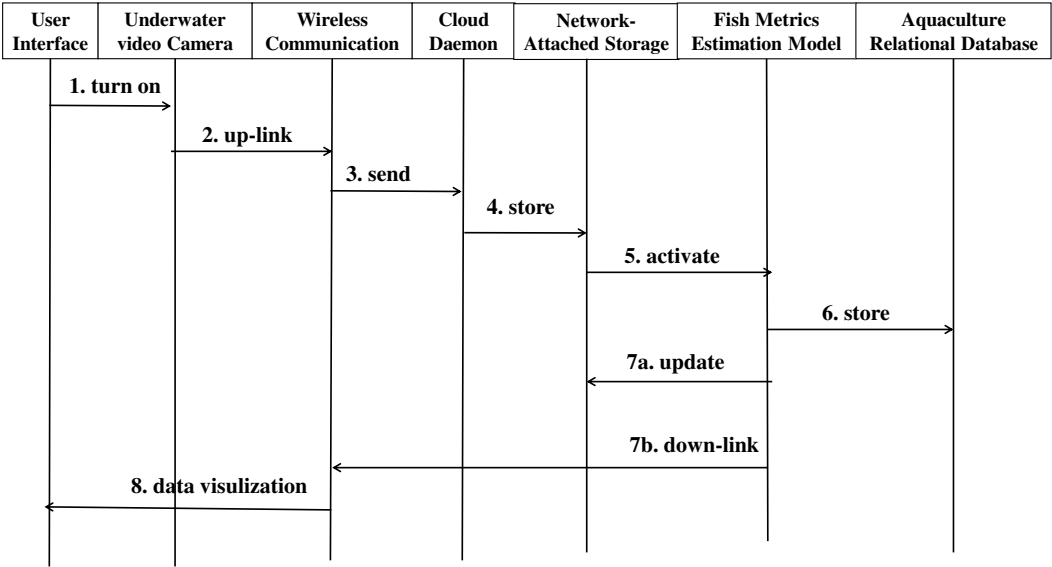 User
Interface
Underwater
video Camera
Wireless
Communication
Cloud
Daemon
Network-
Attached Storage
Fish Metrics
Estimation Model
Aquaculture
Relational Database
1. turn on
2. up-link
3. send
4. store
5. activate
6. store
7a. update
7b. down-link
8. data visulization